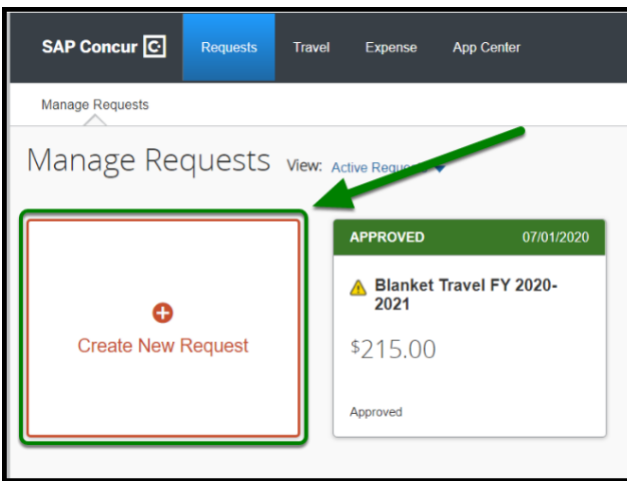 SAP Concur C Requests Travel Expense App Center
Manage Requests
Manage Requests View: Active Reques
APPROVED 07/01/2020
Blanket Travel FY 2020-
2021
Create New Request
$215.00
Approved